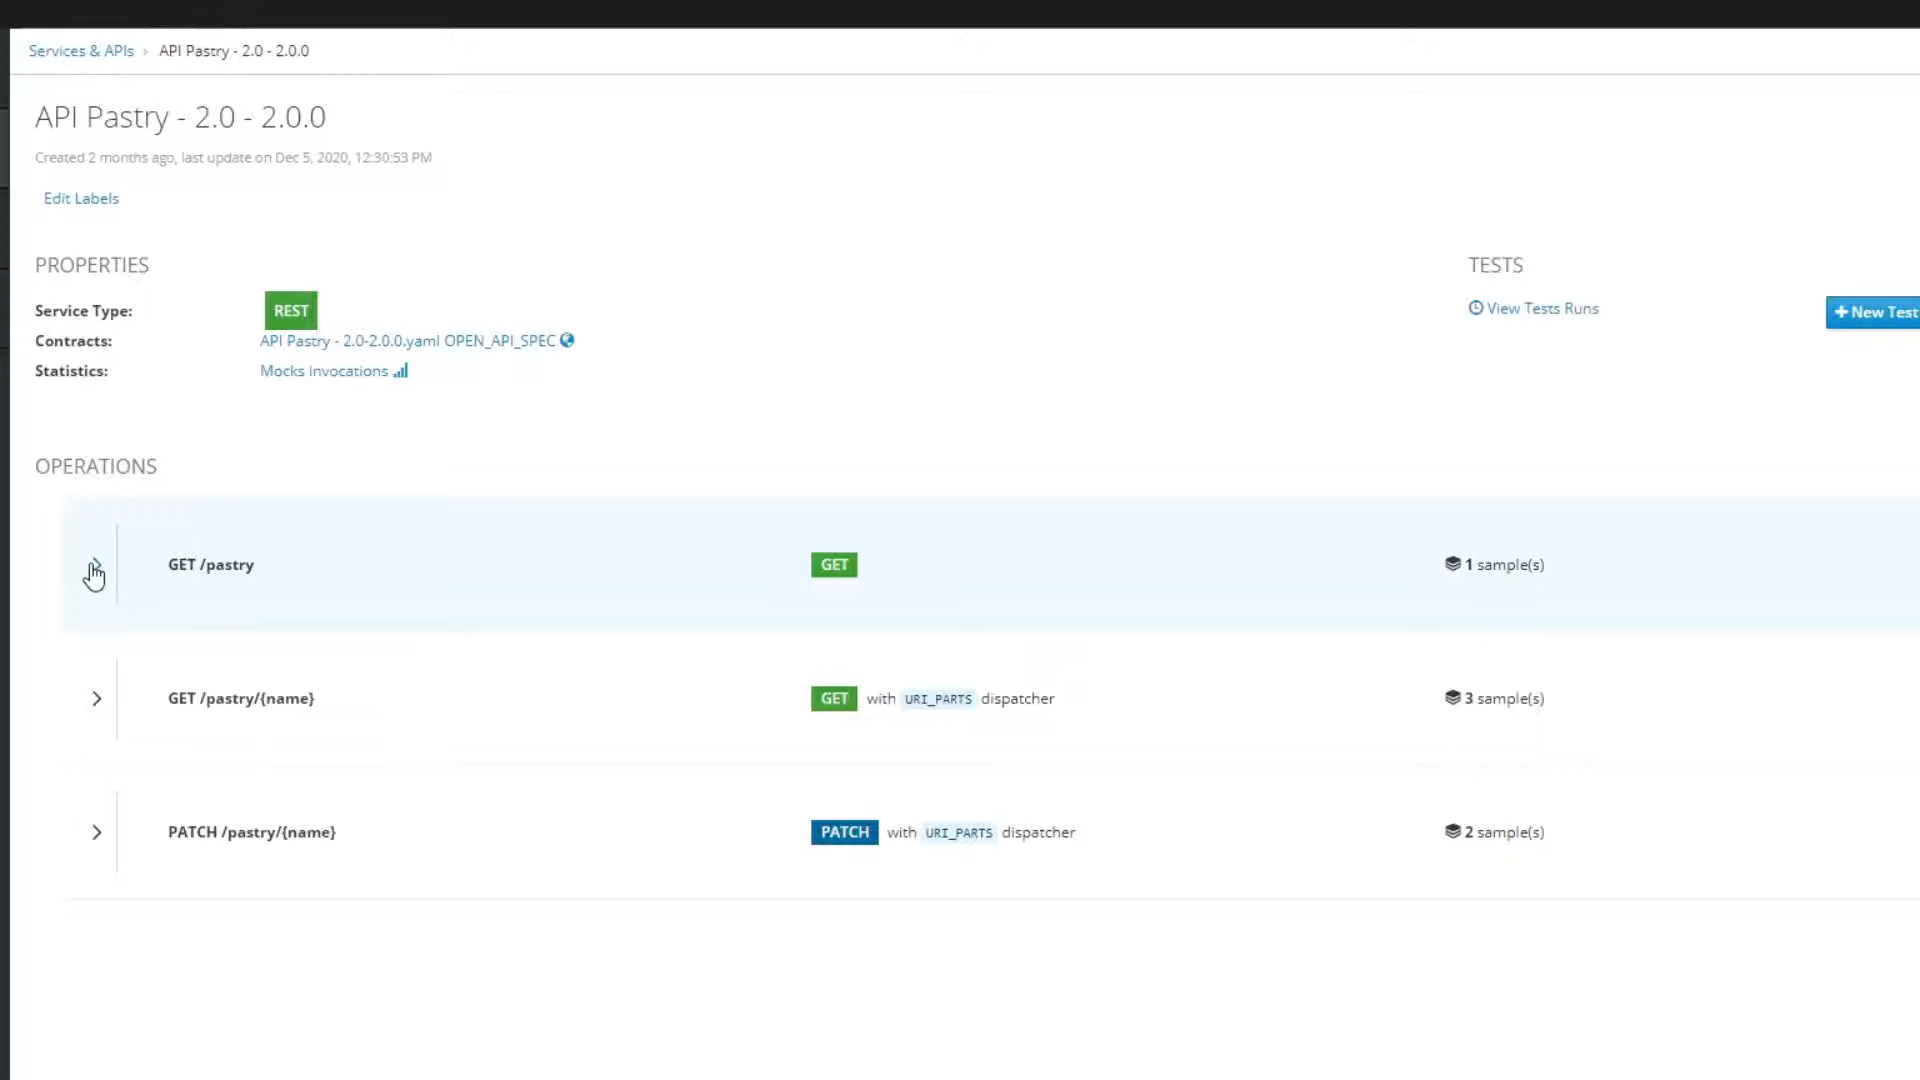 Services & APIs › API Pastry - 2.0 - 2.0.0
API Pastry - 2.0 - 2.0.0
Created 2 months ago, last update on Dec 5, 2020, 12:30:53 PM
Edit Labels
PROPERTIES
TESTS
Service Type: REST
View Tests Runs
+ New Test
Contracts: API Pastry - 2.0-2.0.0.yaml OPEN_API_SPEC
Statistics: Mocks invocations
OPERATIONS
GET /pastry GET 1 sample(s)
GET /pastry/{name} GET with URI_PARTS dispatcher 3 sample(s)
PATCH /pastry/{name} PATCH with URI_PARTS dispatcher 2 sample(s)